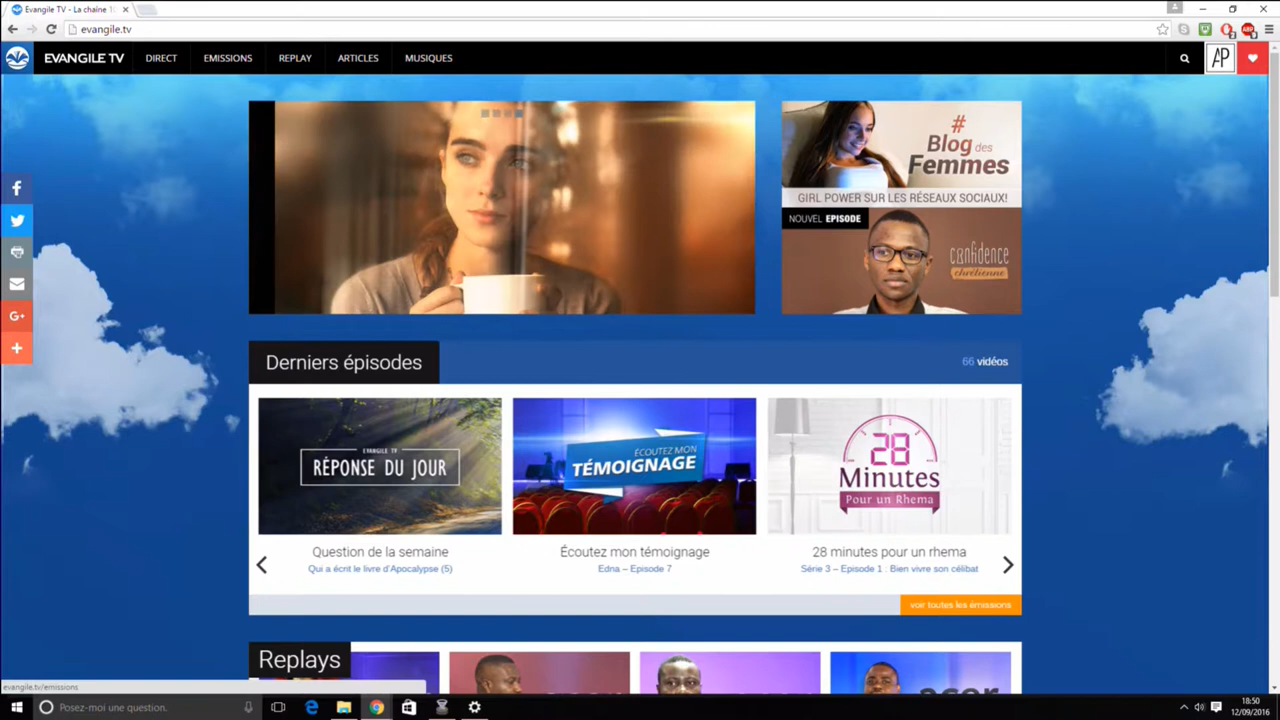 Evangile TV - La chaine 1
evangile.tv
EVANGILE TV
DIRECT
EMISSIONS
REPLAY
ARTICLES
MUSIQUES
AP
# Blog des Femmes
GIRL POWER SUR LES RÉSEAUX SOCIAUX!
NOUVEL EPISODE
confidence
chrétienne
Derniers épisodes
66 vidéos
EVANGILE TV
RÉPONSE DU JOUR
ÉCOUTEZ MON
TÉMOIGNAGE
28
Minutes
Pour un Rhema
Question de la semaine
Qui a écrit le livre d'Apocalypse (5)
Écoutez mon témoignage
Edna – Episode 7
28 minutes pour un rhema
Série 3 – Episode 1 : Bien vivre son célibat
voir toutes les émissions
Replays
evangile.tv/emissions
Posez-moi une question.
18:50
12/09/2016